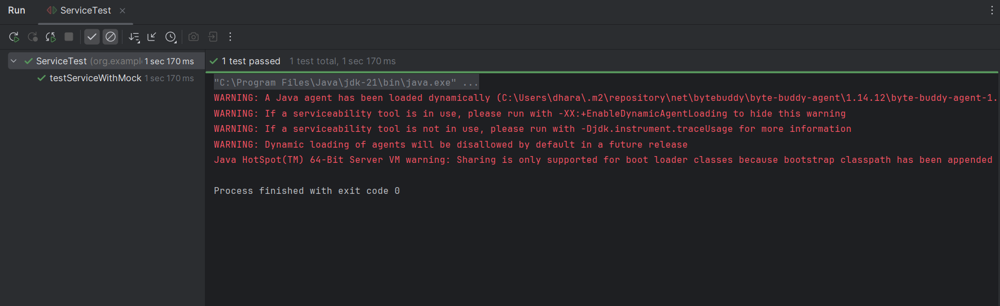 Run ServiceTest
ServiceTest (org.exampl 1 sec 170 ms
testServiceWithMock 1 sec 170 ms
1 test passed 1 test total, 1 sec 170 ms
"C:\Program Files\Java\jdk-21\bin\java.exe" ...
WARNING: A Java agent has been loaded dynamically (C:\Users\dhara\.m2\repository\net\bytebuddy\byte-buddy-agent\1.14.12\byte-buddy-agent-1.
WARNING: If a serviceability tool is in use, please run with -XX:+EnableDynamicAgentLoading to hide this warning
WARNING: If a serviceability tool is not in use, please run with -Djdk.instrument.traceUsage for more information
WARNING: Dynamic loading of agents will be disallowed by default in a future release
Java HotSpot(TM) 64-Bit Server VM warning: Sharing is only supported for boot loader classes because bootstrap classpath has been appended
Process finished with exit code 0